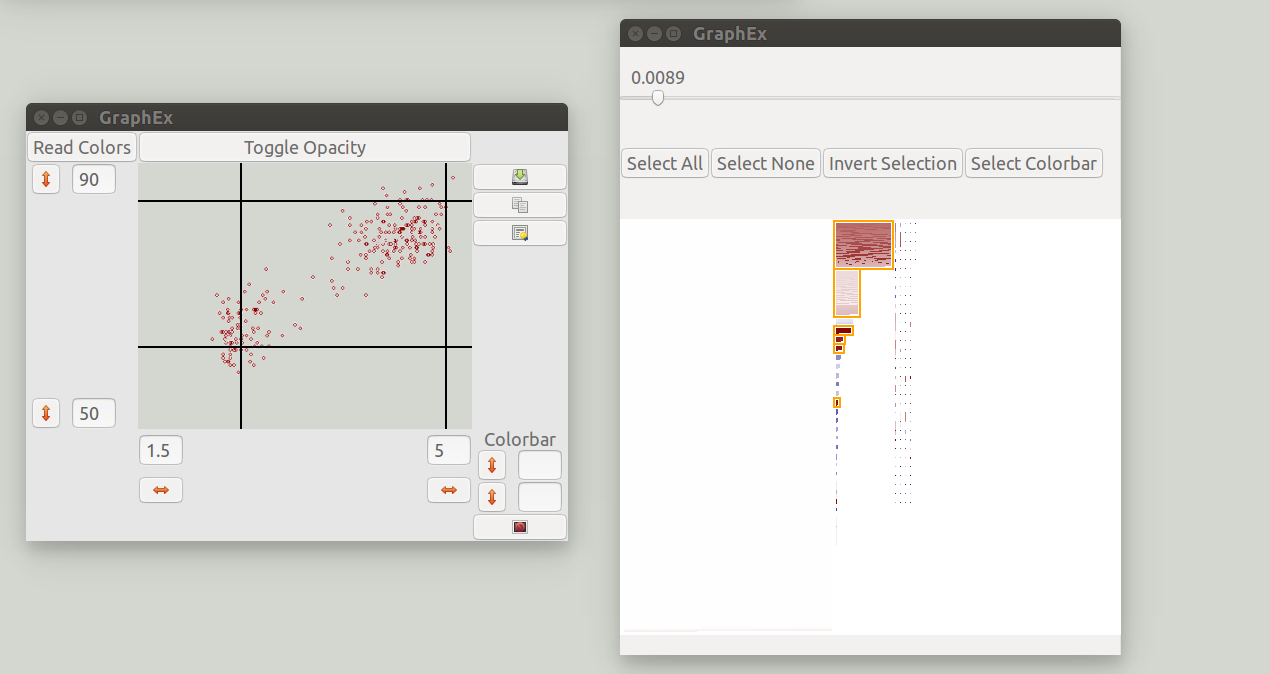 GraphEx
Read Colors
Toggle Opacity
90
50
1.5
5
Colorbar
GraphEx
0.0089
Select All
Select None
Invert Selection
Select Colorbar